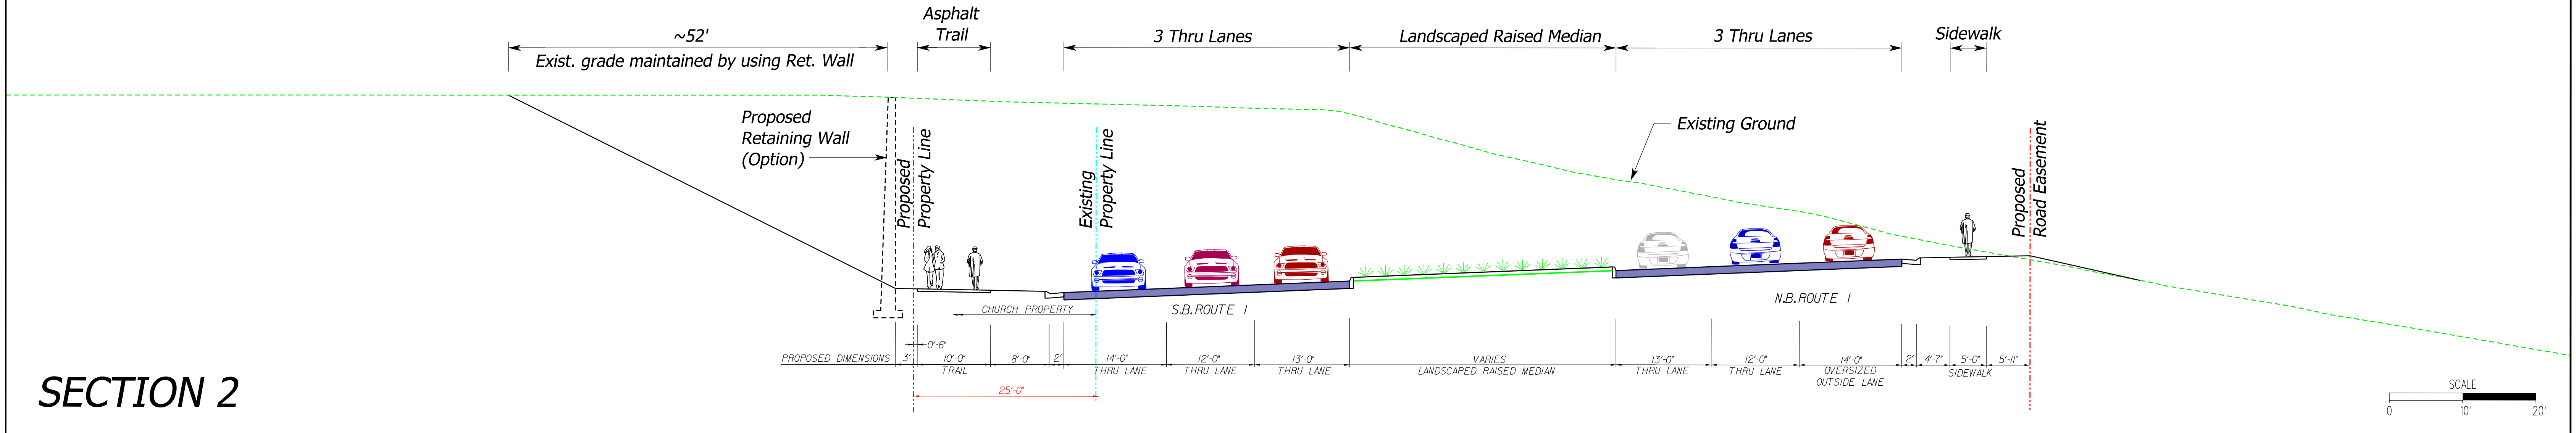 ~52'
Exist. grade maintained by using Ret. Wall
Asphalt
Trail
3 Thru Lanes
Landscaped Raised Median
3 Thru Lanes
Sidewalk
Proposed
Retaining Wall
(Option)
Proposed
Property Line
Existing
Property Line
Existing Ground
Proposed
Road Easement
CHURCH PROPERTY
S.B. ROUTE 1
N.B. ROUTE 1
PROPOSED DIMENSIONS
3'
0'-6"
10'-0"
TRAIL
8'-0"
2'
14'-0"
THRU LANE
12'-0"
THRU LANE
13'-0"
THRU LANE
VARIES
LANDSCAPED RAISED MEDIAN
13'-0"
THRU LANE
12'-0"
THRU LANE
14'-0"
OVERSIZED
OUTSIDE LANE
2'
4'-7"
5'-0"
SIDEWALK
5'-11"
25'-0"
SECTION 2
SCALE
0
10'
20'